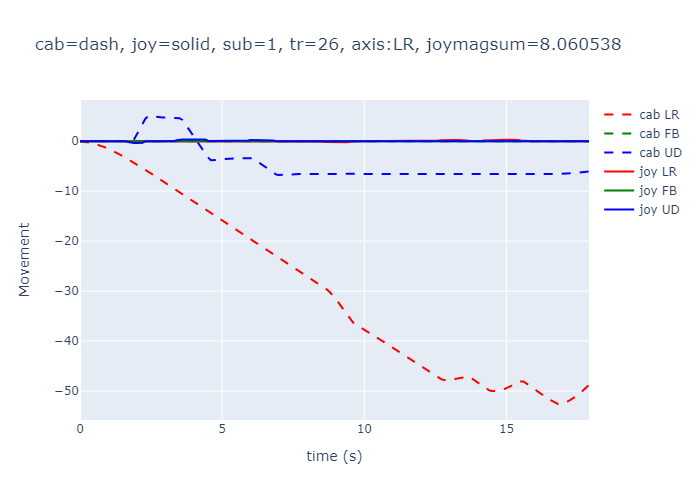 cab=dash, joy=solid, sub=1, tr=26, axis:LR, joymagsum=8.060538
cab LR
cab FB
cab UD
joy LR
joy FB
joy UD
Movement
0
−10
−20
−30
−40
−50
0
5
10
15
time (s)